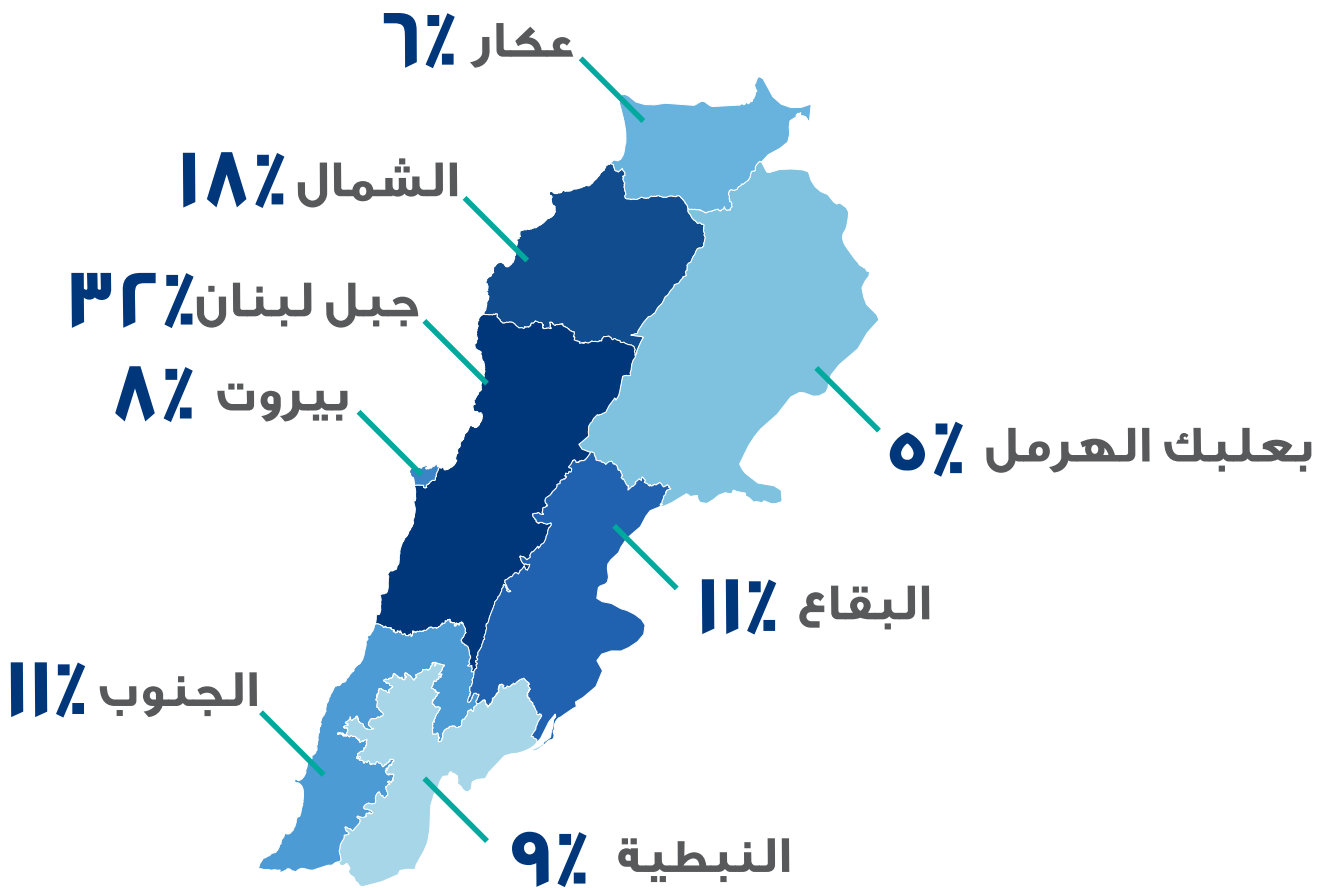 عكار ٦٪
الشمال ١٨٪
جبل لبنان ٣٢٪
بيروت ٨٪
بعلبك الهرمل ٥٪
البقاع ١١٪
الجنوب ١١٪
النبطية ٩٪